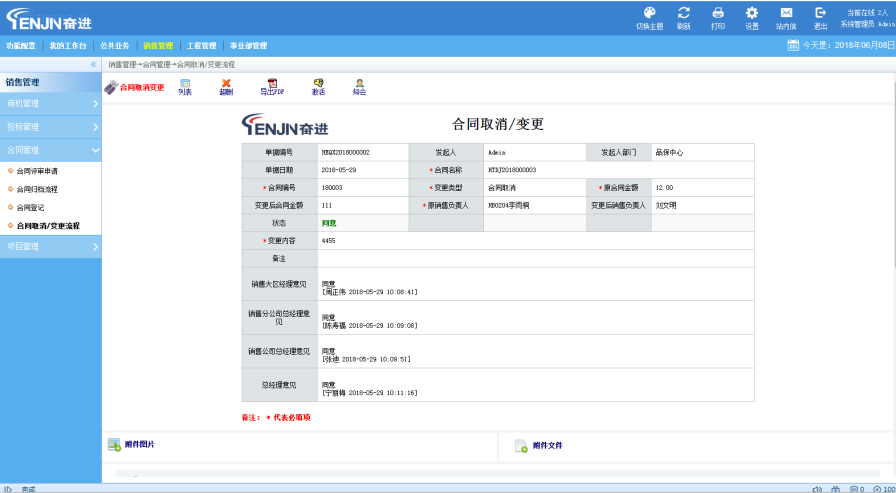 ENJIN奋进
切换主题 刷新 打印 设置 站内信 退出
当前在线 2人
系统管理员 Admin
功能配置 我的工作台 公共业务 销售管理 工程管理 事业部管理
今天是：2018年06月08日
«
销售管理→合同管理→合同取消/变更流程
销售管理
商机管理
投标管理
合同管理
合同评审申请
合同归档流程
合同登记
合同取消/变更流程
项目管理
合同取消变更 列表 超删 导出PDF 激活 知会
ENJIN奋进
合同取消/变更
单据编号 发起人 Admin 发起人部门 品保中心
单据日期 2018-05-29 * 合同名称 HTDJ2018000003
* 合同编号 180003 * 变更类型 合同取消 * 原合同金额 12.00
变更后合同金额 111 * 原销售负责人 NB0204李雨桐 变更后销售负责人 刘文明
状态 同意
* 变更内容 4455
备注
销售大区经理意见 同意
[周正伟 2018-05-29 10:08:41]
销售分公司总经理意见 同意
[陈寿福 2018-05-29 10:09:08]
销售公司总经理意见 同意
[张迪 2018-05-29 10:09:51]
总经理意见 同意
[宁丽梅 2018-05-29 10:11:16]
备注： * 代表必填项
附件图片 附件文件
完成 0 100